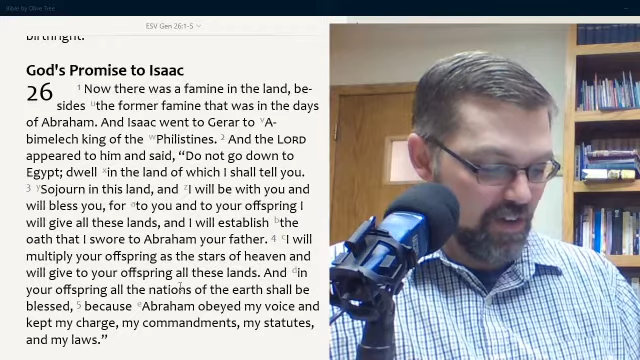 Bible by Olive Tree
ESV Gen 26:1-5
birthright.
God's Promise to Isaac
26 1 Now there was a famine in the land, be-
sides u the former famine that was in the days
of Abraham. And Isaac went to Gerar to v A-
bimelech king of the w Philistines. 2 And the LORD
appeared to him and said, “Do not go down to
Egypt; dwell x in the land of which I shall tell you.
3 y Sojourn in this land, and z I will be with you and
will bless you, for a to you and to your offspring I
will give all these lands, and I will establish b the
oath that I swore to Abraham your father. 4 c I will
multiply your offspring as the stars of heaven and
will give to your offspring all these lands. And d in
your offspring all the nations of the earth shall be
blessed, 5 because e Abraham obeyed my voice and
kept my charge, my commandments, my statutes,
and my laws.”